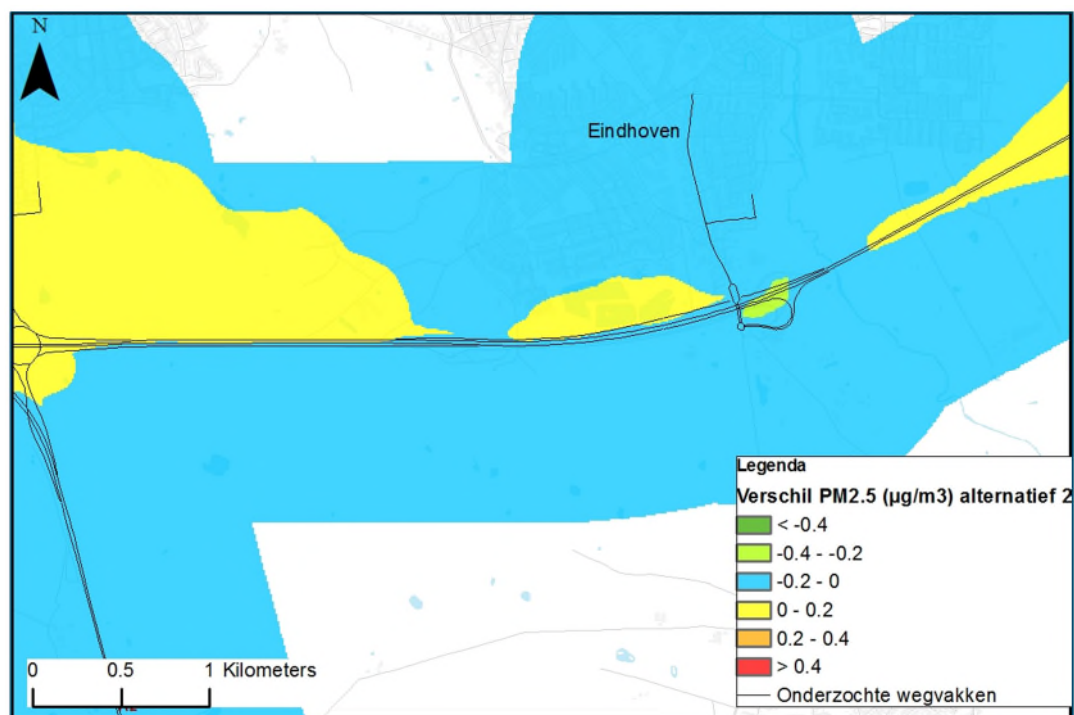 N
Eindhoven
Legenda
Verschil PM2.5 (µg/m3) alternatief 2
< -0.4
-0.4 - -0.2
-0.2 - 0
0 - 0.2
0.2 - 0.4
> 0.4
Onderzochte wegvakken
0 0.5 1 Kilometers